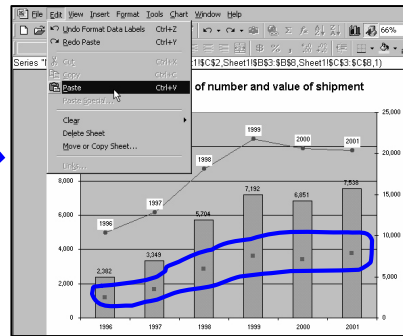 File Edit View Insert Format Tools Chart Window Help
66%
Undo Format Data Labels Ctrl+Z
Redo Paste Ctrl+Y
Cut Ctrl+X
Copy Ctrl+C
Paste Ctrl+V
Paste Special...
Clear
Delete Sheet
Move or Copy Sheet...
Links...
Series "
1!$C$2,Sheet1!$B$3:$B$8,Sheet1!$C$3:$C$8,1)
of number and value of shipment
25,000
20,000
15,000
10,000
5,000
0
8,000
6,000
4,000
2,000
0
1996
1997
1998
1999
2000
2001
2,382
3,349
5,704
7,192
6,851
7,538
1996 1997 1998 1999 2000 2001